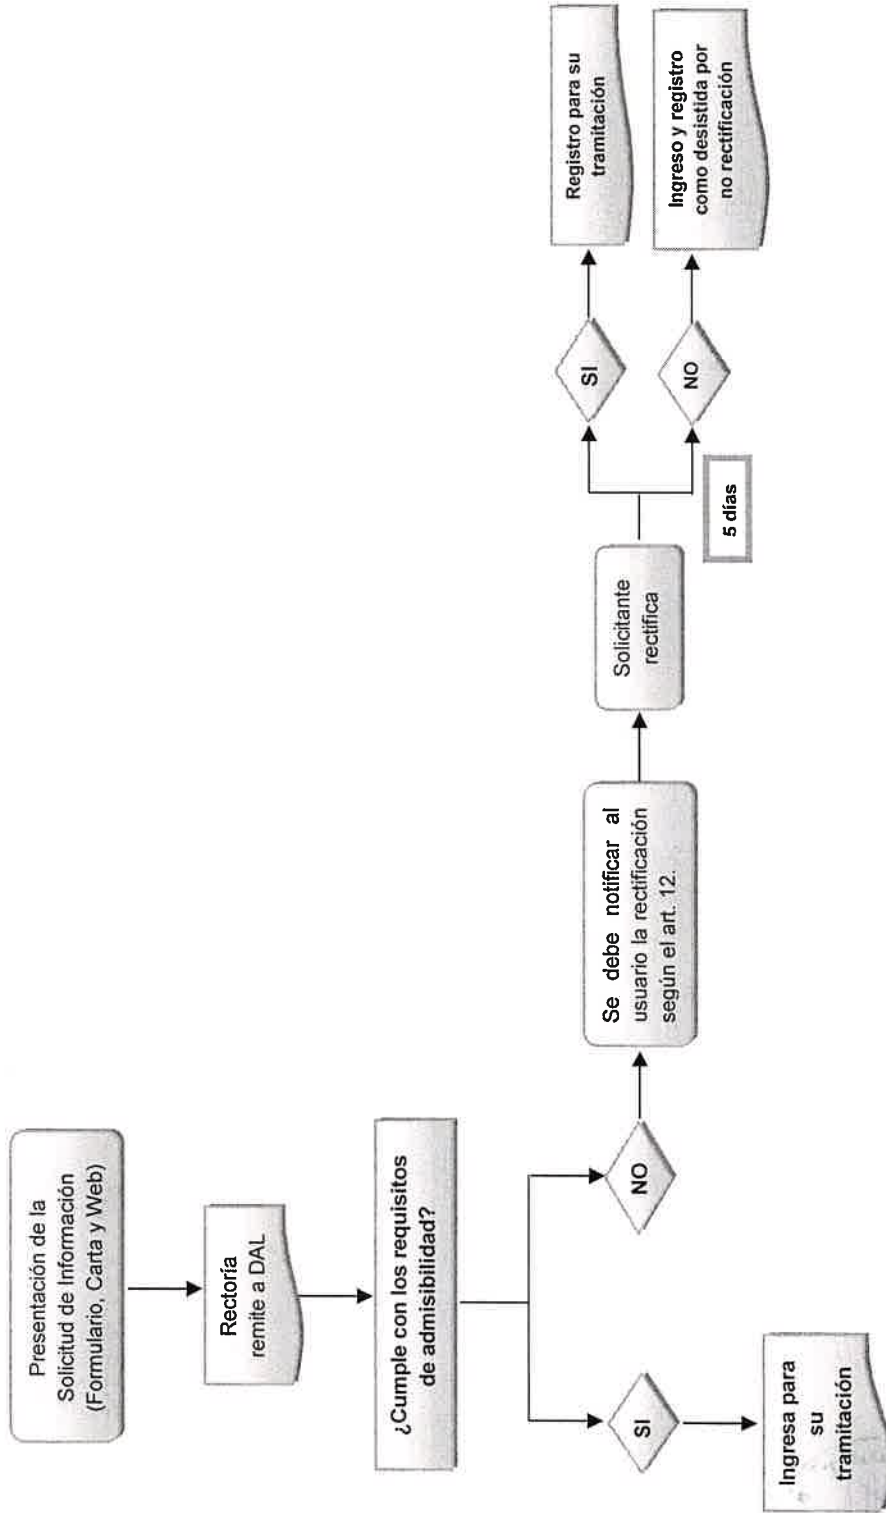 Presentación de la
Solicitud de Información
(Formulario, Carta y Web)
Rectoría
remite a DAL
¿Cumple con los requisitos
de admisibilidad?
SI
Ingresa para
su
tramitación
NO
Se debe notificar al
usuario la rectificación
según el art. 12.
Solicitante
rectifica
5 días
SI
Registro para su
tramitación
NO
Ingreso y registro
como desistida por
no rectificación